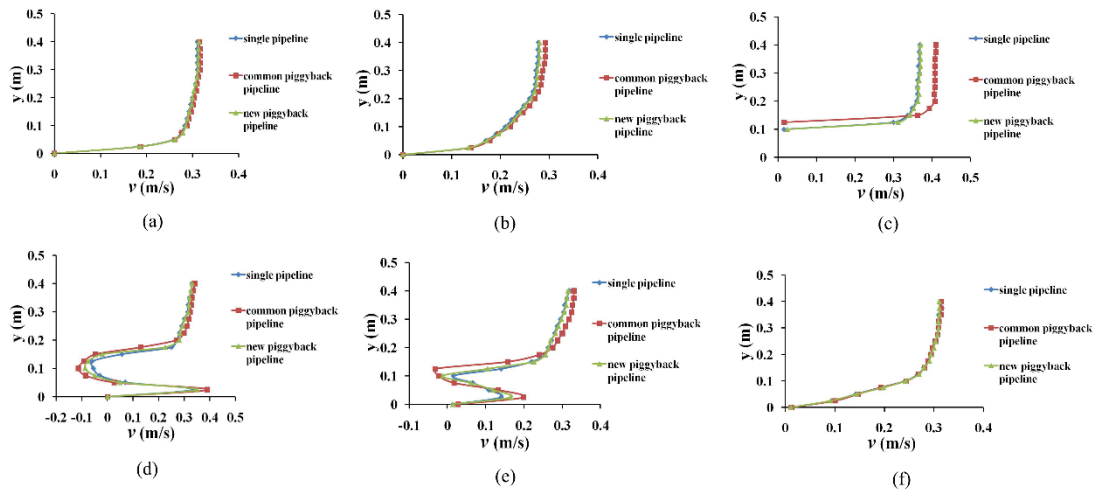 0.5
0.4
0.3
0.2
0.1
0
y (m)
0 0.1 0.2 0.3 0.4
v (m/s)
single pipeline
common piggyback
pipeline
new piggyback
pipeline
(a)
0.5
0.4
0.3
0.2
0.1
0
y (m)
0 0.1 0.2 0.3 0.4
v (m/s)
single pipeline
common piggyback
pipeline
new piggyback
pipeline
(b)
0.5
0.4
0.3
0.2
0.1
0
y (m)
0 0.1 0.2 0.3 0.4 0.5
v (m/s)
single pipeline
common piggyback
pipeline
new piggyback
pipeline
(c)
0.5
0.4
0.3
0.2
0.1
0
y (m)
-0.2 -0.1 0 0.1 0.2 0.3 0.4 0.5
v (m/s)
single pipeline
common piggyback
pipeline
new piggyback
pipeline
(d)
0.5
0.4
0.3
0.2
0.1
0
y (m)
-0.1 0 0.1 0.2 0.3 0.4
v (m/s)
single pipeline
common piggyback
pipeline
new piggyback
pipeline
(e)
0.5
0.4
0.3
0.2
0.1
0
y (m)
0 0.1 0.2 0.3 0.4
v (m/s)
single pipeline
common piggyback
pipeline
new piggyback
pipeline
(f)